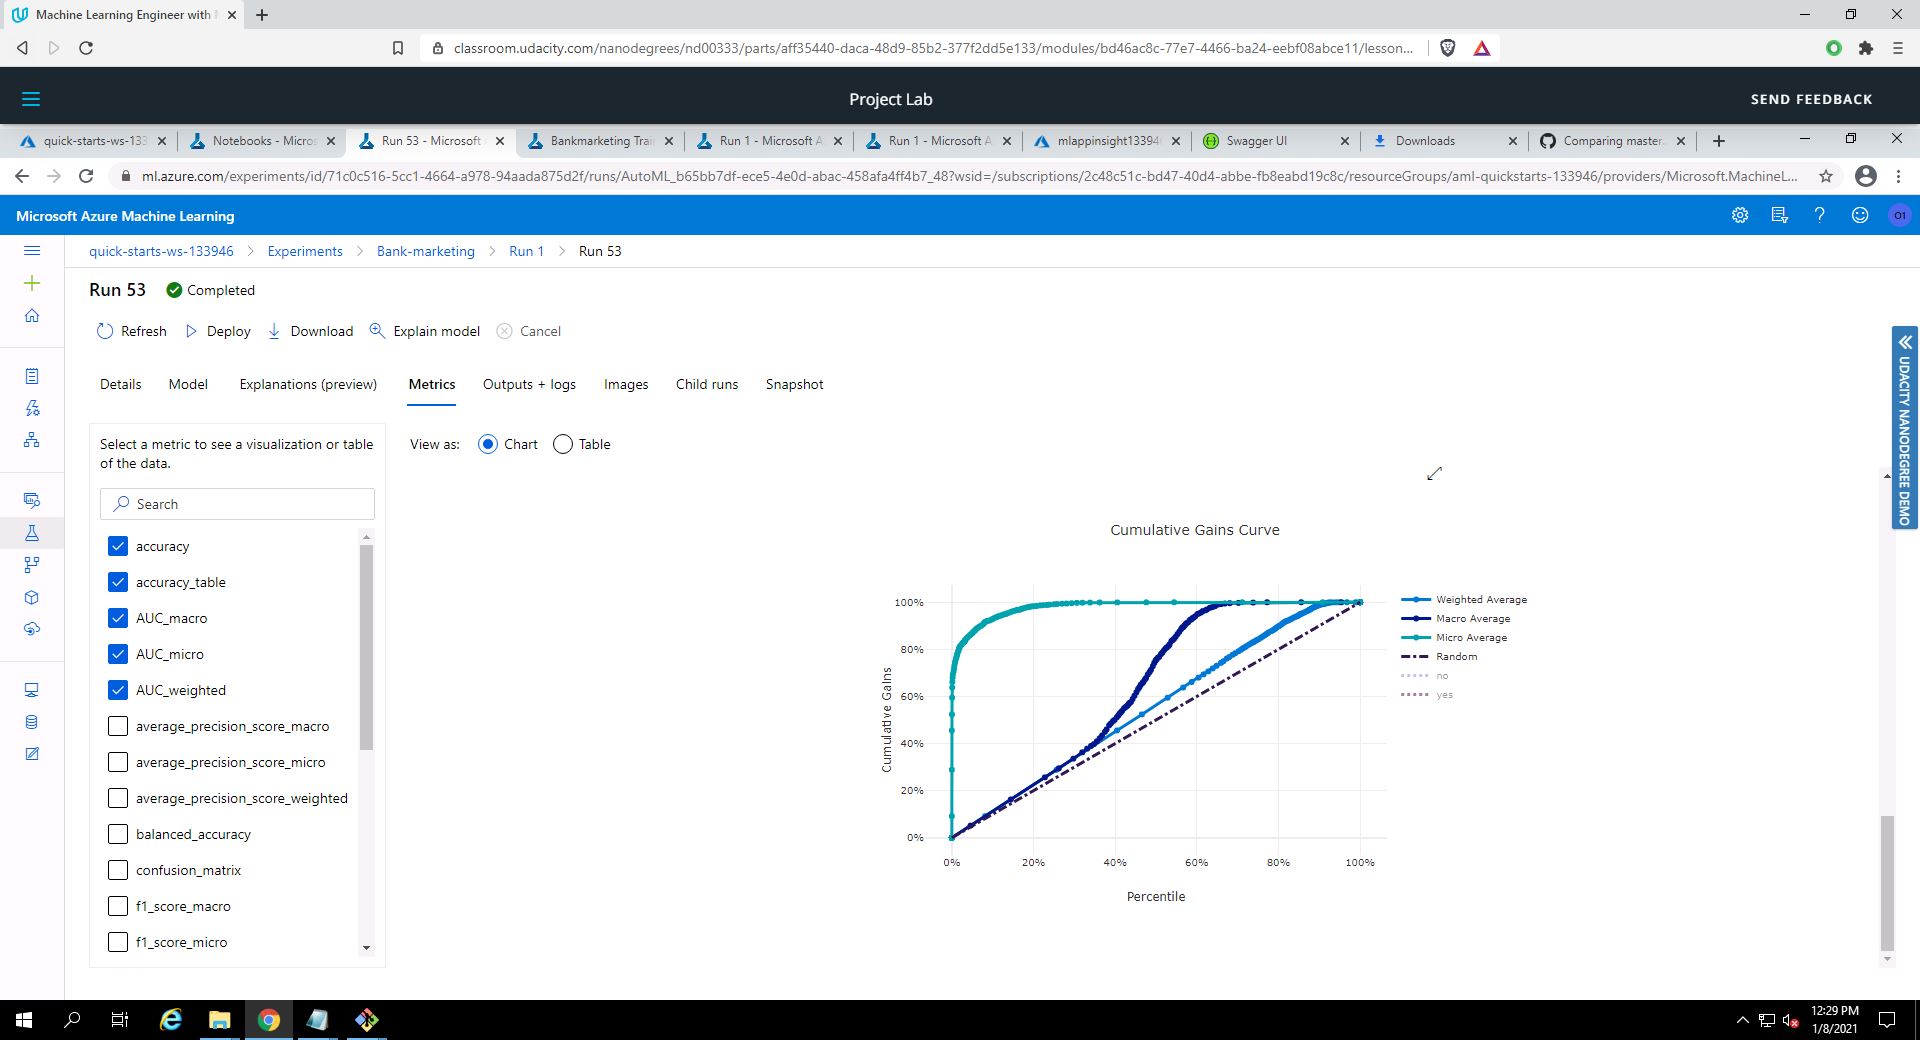 Machine Learning Engineer with
classroom.udacity.com/nanodegrees/nd00333/parts/aff35440-daca-48d9-85b2-377f2dd5e133/modules/bd46ac8c-77e7-4466-ba24-eebf08abce11/lesson...
Project Lab
SEND FEEDBACK
quick-starts-ws-133
Notebooks - Micros
Run 53 - Microsoft
Bankmarketing Trai
Run 1 - Microsoft A
Run 1 - Microsoft A
mlappinsight13394
Swagger UI
Downloads
Comparing master.
ml.azure.com/experiments/id/71c0c516-5cc1-4664-a978-94aada875d2f/runs/AutoML_b65bb7df-ece5-4e0d-abac-458afa4ff4b7_48?wsid=/subscriptions/2c48c51c-bd47-40d4-abbe-fb8eabd19c8c/resourceGroups/aml-quickstarts-133946/providers/Microsoft.MachineL...
Microsoft Azure Machine Learning
O1
quick-starts-ws-133946 > Experiments > Bank-marketing > Run 1 > Run 53
Run 53
Completed
Refresh
Deploy
Download
Explain model
Cancel
Details
Model
Explanations (preview)
Metrics
Outputs + logs
Images
Child runs
Snapshot
UDACITY NANODEGREE DEMO
Select a metric to see a visualization or table
of the data.
Search
accuracy
accuracy_table
AUC_macro
AUC_micro
AUC_weighted
average_precision_score_macro
average_precision_score_micro
average_precision_score_weighted
balanced_accuracy
confusion_matrix
f1_score_macro
f1_score_micro
View as:
Chart
Table
Cumulative Gains Curve
Cumulative Gains
100%
80%
60%
40%
20%
0%
0%
20%
40%
60%
80%
100%
Percentile
Weighted Average
Macro Average
Micro Average
Random
no
yes
12:29 PM
1/8/2021